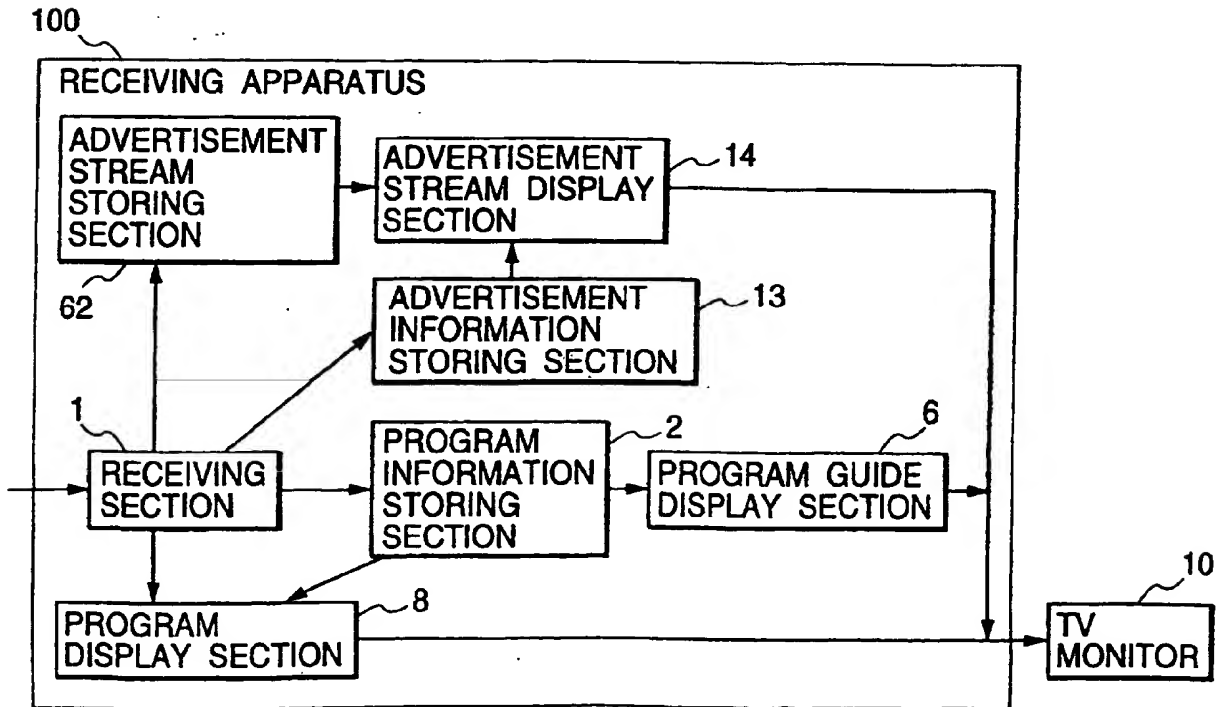 100
RECEIVING APPARATUS
ADVERTISEMENT
STREAM
STORING
SECTION
62
ADVERTISEMENT
STREAM DISPLAY
SECTION
14
ADVERTISEMENT
INFORMATION
STORING SECTION
13
1
RECEIVING
SECTION
PROGRAM
INFORMATION
STORING
SECTION
2
PROGRAM GUIDE
DISPLAY SECTION
6
PROGRAM
DISPLAY SECTION
8
TV
MONITOR
10